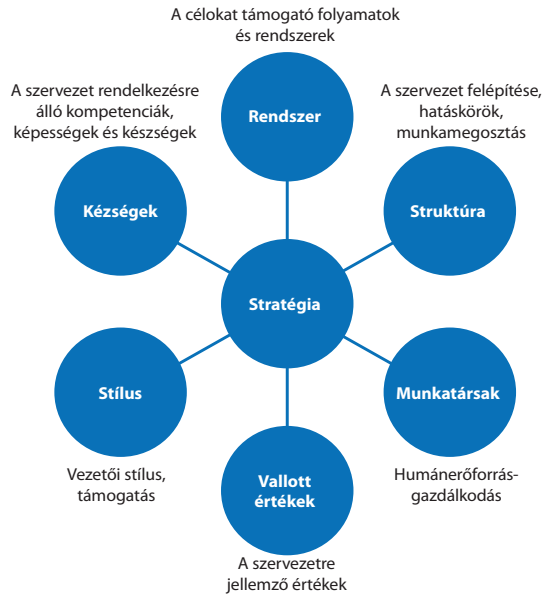 A célokat támogató folyamatok
és rendszerek
Rendszer
A szervezet rendelkezésre
álló kompetenciák,
képességek és készségek
Kézségek
A szervezet felépítése,
hatáskörök,
munkamegosztás
Struktúra
Stratégia
Stílus
Vezetői stílus,
támogatás
Munkatársak
Humánerőforrás-
gazdálkodás
Vallott
értékek
A szervezetre
jellemző értékek